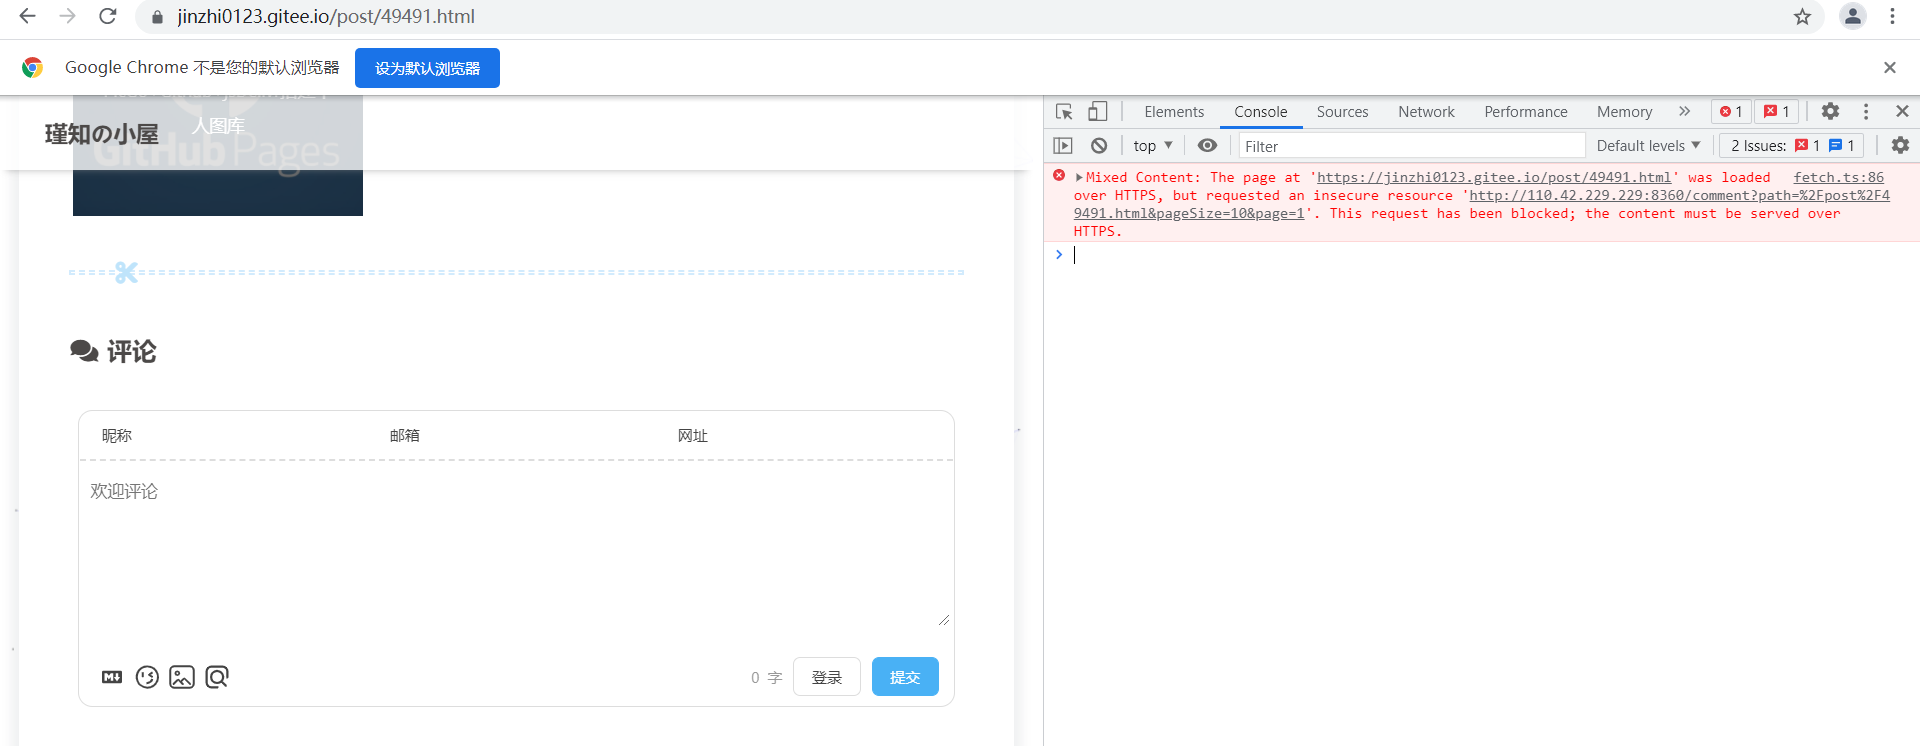 jinzhi0123.gitee.io/post/49491.html
Google Chrome 不是您的默认浏览器 设为默认浏览器
人图库
瑾知の小屋
GitHub Pages
评论
昵称 邮箱 网址
欢迎评论
0 字 登录 提交
Elements Console Sources Network Performance Memory 1 1
top Filter Default levels 2 Issues: 1 1
Mixed Content: The page at 'https://jinzhi0123.gitee.io/post/49491.html' was loaded fetch.ts:86
over HTTPS, but requested an insecure resource 'http://110.42.229.229:8360/comment?path=%2Fpost%2F4
9491.html&pageSize=10&page=1'. This request has been blocked; the content must be served over
HTTPS.